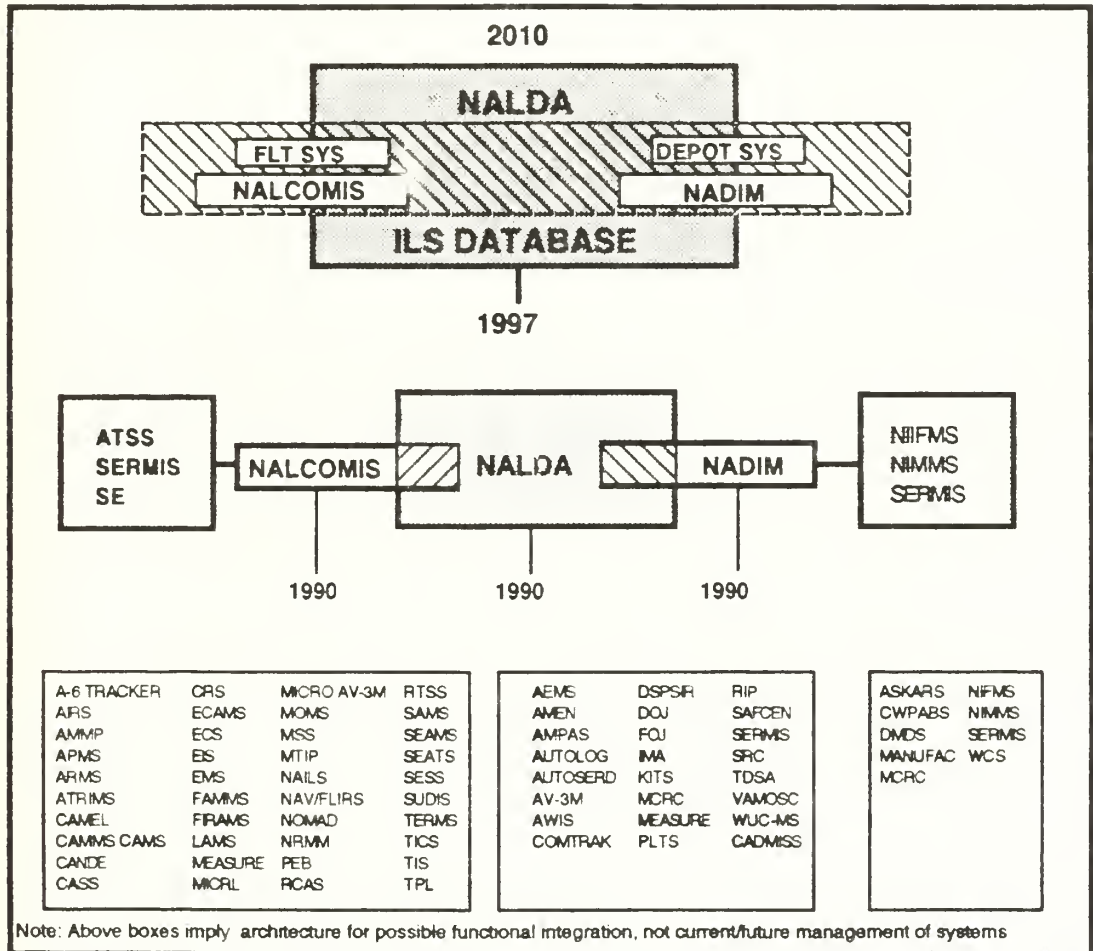 2010
NALDA
FLT SYS DEPOT SYS
NALCOMIS NADIM
ILS DATABASE
1997
ATSS
SERMIS
SE
NALCOMIS NALDA NADIM
NIIFMS
NIMMS
SERMIS
1990 1990 1990
A-6 TRACKER CRS MICRO AV-3M RTSS
AIRS ECAMS MOMS SAMS
AMMP ECS MSS SEAMS
APMS EIS MTIP SEATS
ARMS EMS NAILS SESS
ATRIMS FAMMS NAV/FLIRS SUDIS
CAMEL FIRAMS NOMAD TERMS
CAMMS CAMS LAMS NRMM TICS
CANDE MEASURE PEB TIS
CASS MICRL RCAS TPL
AEMS DSPSIR RIP
AMEN DOJ SAFCEN
AMPAS FOJ SERMIS
AUTOLOG IMA SRC
AUTOSERD KITS TDSA
AV-3M MCRC VAMOSC
AWIS MEASURE WUC-MS
COMTRAK PLTS CADMISS
ASKARS NIFMS
CWPABS NIMMS
DMDS SERMIS
MANUFAC WCS
MCRC
Note: Above boxes imply architecture for possible functional integration, not current/future management of systems